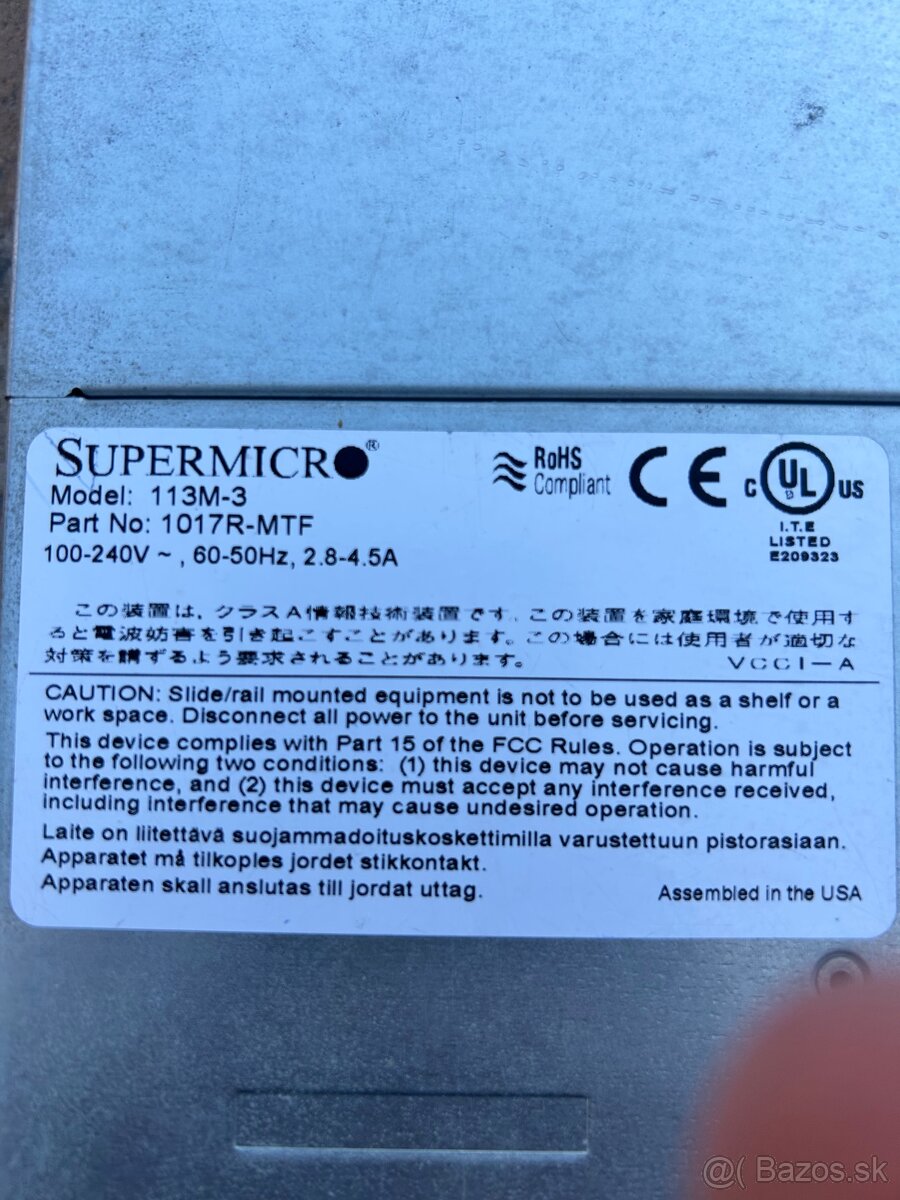 SUPERMICRO®
Model: 113M-3
Part No: 1017R-MTF
100-240V ~ , 60-50Hz, 2.8-4.5A
RoHS
Compliant
CE
c UL US
I.T.E
LISTED
E209323
この装置は、クラスA情報技術装置です。この装置を家庭環境で使用す
ると電波妨害を引き起こすことがあります。この場合には使用者が適切な
対策を講ずるよう要求されることがあります。
VCCI-A
CAUTION: Slide/rail mounted equipment is not to be used as a shelf or a
work space. Disconnect all power to the unit before servicing.
This device complies with Part 15 of the FCC Rules. Operation is subject
to the following two conditions: (1) this device may not cause harmful
interference, and (2) this device must accept any interference received,
including interference that may cause undesired operation.
Laite on liitettävä suojammadoituskoskettimilla varustettuun pistorasiaan.
Apparatet må tilkoples jordet stikkontakt.
Apparaten skall anslutas till jordat uttag.
Assembled in the USA
@( Bazos.sk